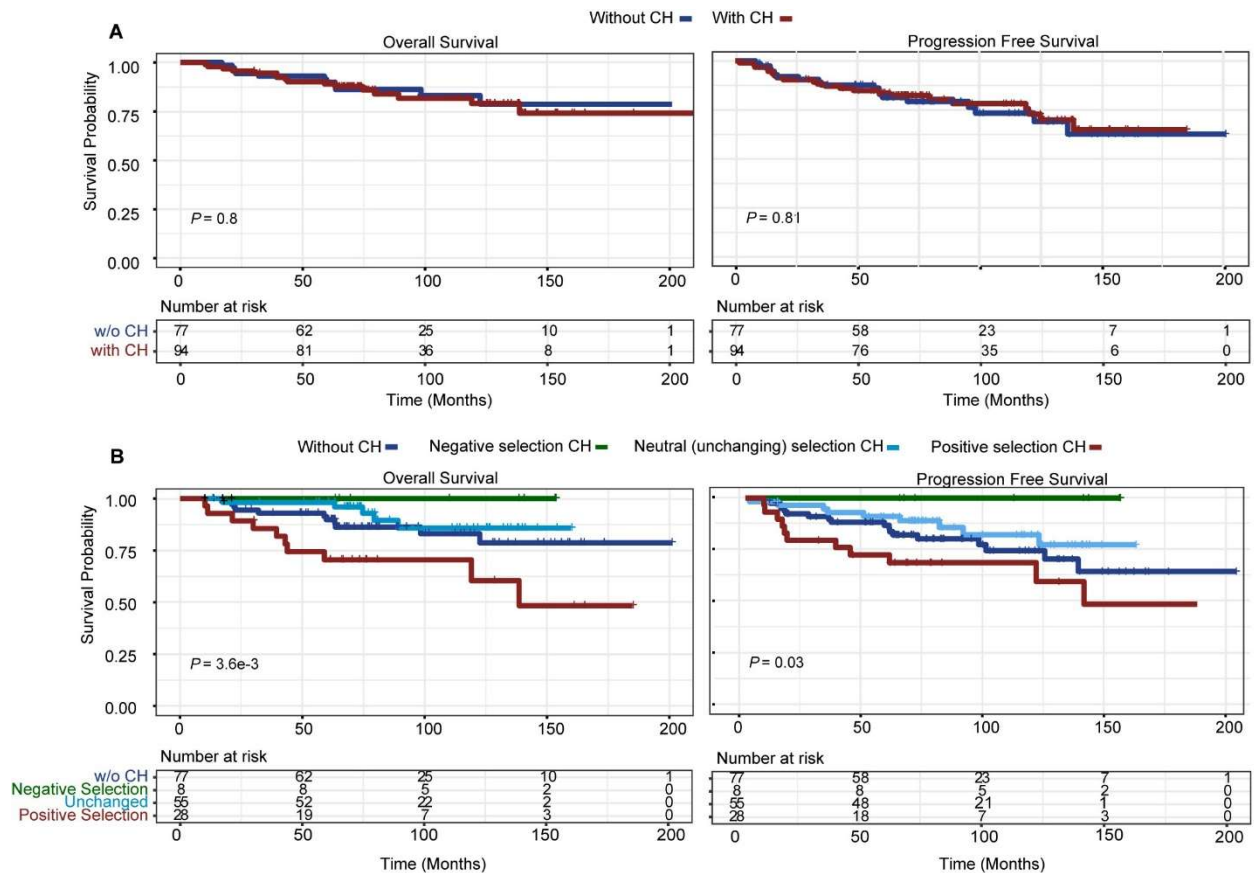 Without CH With CH
A
Overall Survival
Progression Free Survival
Survival Probability
1.00
0.75
0.50
0.25
0.00
P = 0.8
P = 0.81
0 50 100 150 200
0 50 100 150 200
Number at risk
Number at risk
w/o CH 77 62 25 10 1
77 58 23 7 1
with CH 94 81 36 8 1
94 76 35 6 0
0 50 100 150 200
0 50 100 150 200
Time (Months)
Time (Months)
Without CH Negative selection CH Neutral (unchanging) selection CH Positive selection CH
B
Overall Survival
Progression Free Survival
Survival Probability
1.00
0.75
0.50
0.25
0.00
P = 3.6e-3
P = 0.03
0 50 100 150 200
0 50 100 150 200
Number at risk
Number at risk
w/o CH 77 62 25 10 1
77 58 23 7 1
Negative Selection 8 8 5 2 0
8 8 5 2 0
Unchanged 55 52 22 2 0
55 48 21 1 0
Positive Selection 28 19 7 3 0
28 18 7 3 0
0 50 100 150 200
0 50 100 150 200
Time (Months)
Time (Months)